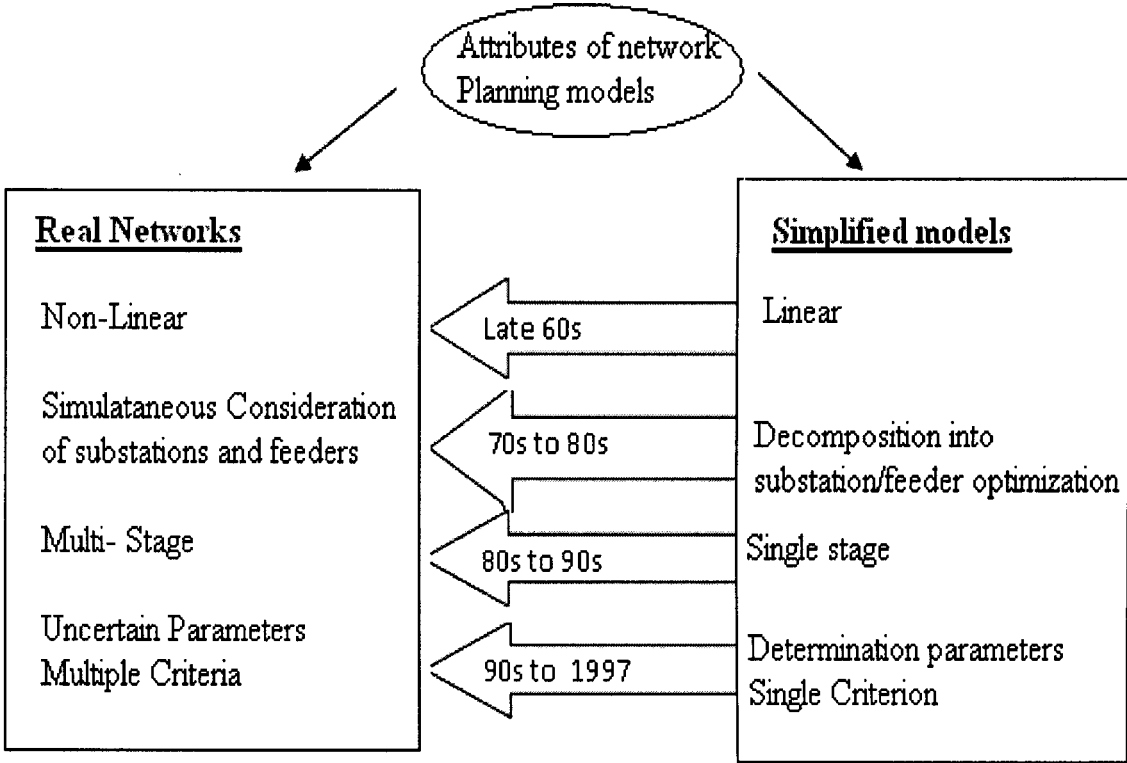 Attributes of network
Planning models
Real Networks
Non-Linear
Simulataneous Consideration
of substations and feeders
Multi- Stage
Uncertain Parameters
Multiple Criteria
Late 60s
70s to 80s
80s to 90s
90s to 1997
Simplified models
Linear
Decomposition into
substation/feeder optimization
Single stage
Determination parameters
Single Criterion